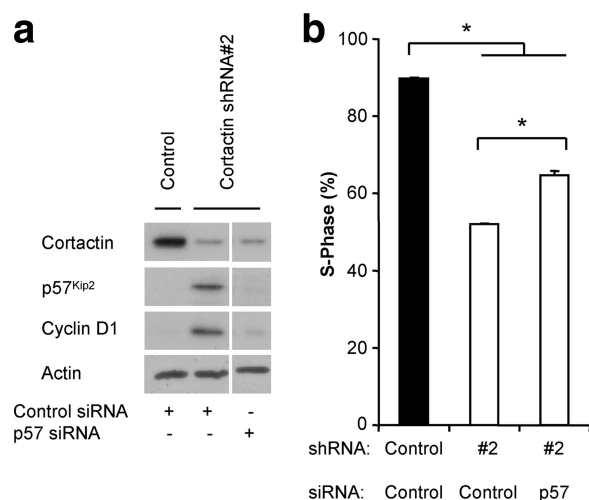 a
Control
Cortactin shRNA#2
Cortactin
p57Kip2
Cyclin D1
Actin
Control siRNA + + -
p57 siRNA - - +
b
S-Phase (%)
100
80
60
40
20
0
*
*
shRNA: Control #2 #2
siRNA: Control Control p57